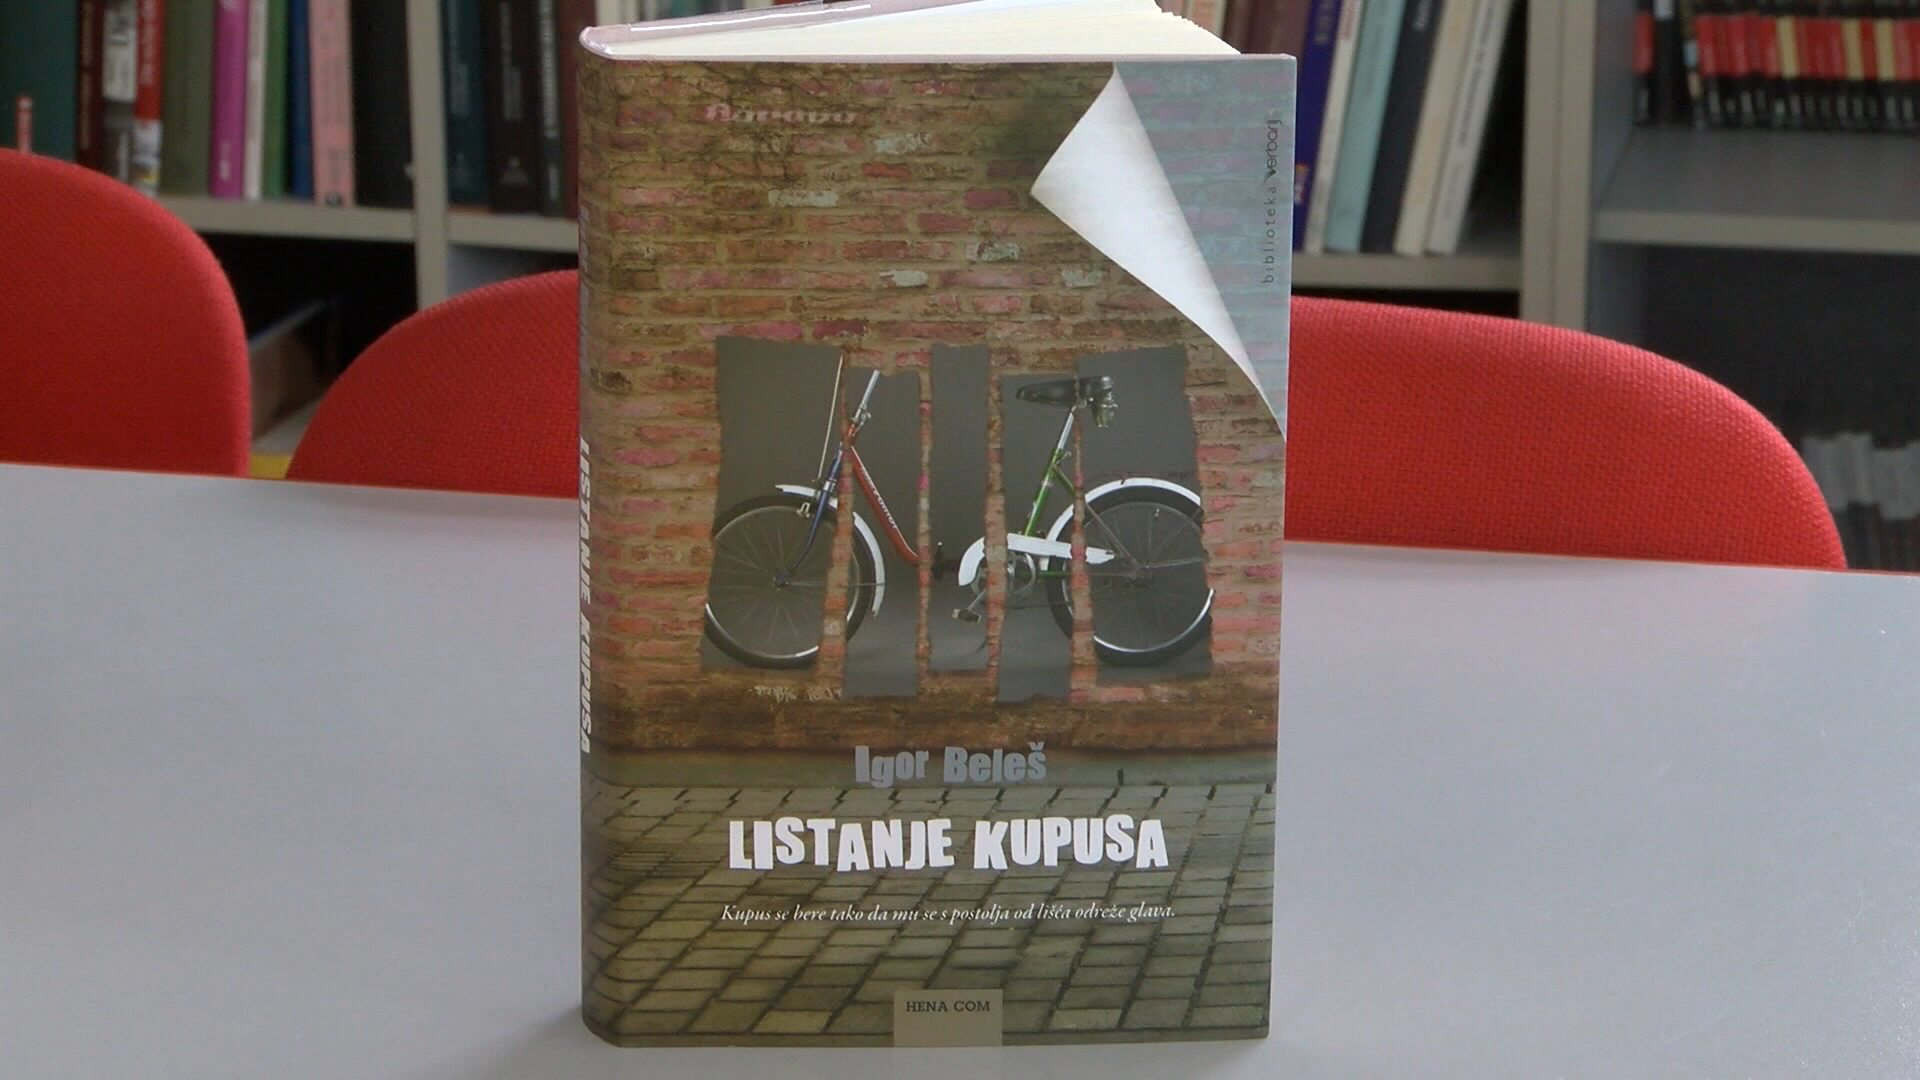 biblioteka verbarij
Igor Beleš
LISTANJE KUPUSA
Kupus se bere tako da mu se s postolja od lišća odreže glava.
HENA COM
LISTANJE KUPUSA